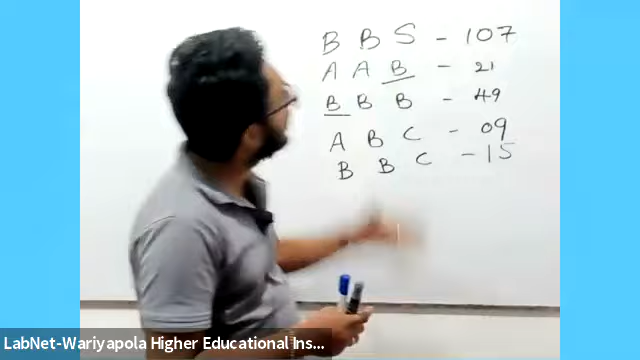 B B S - 107
A A B - 21
B B B - 49
A B C - 09
B B C - 15
LabNet-Wariyapola Higher Educational Ins...